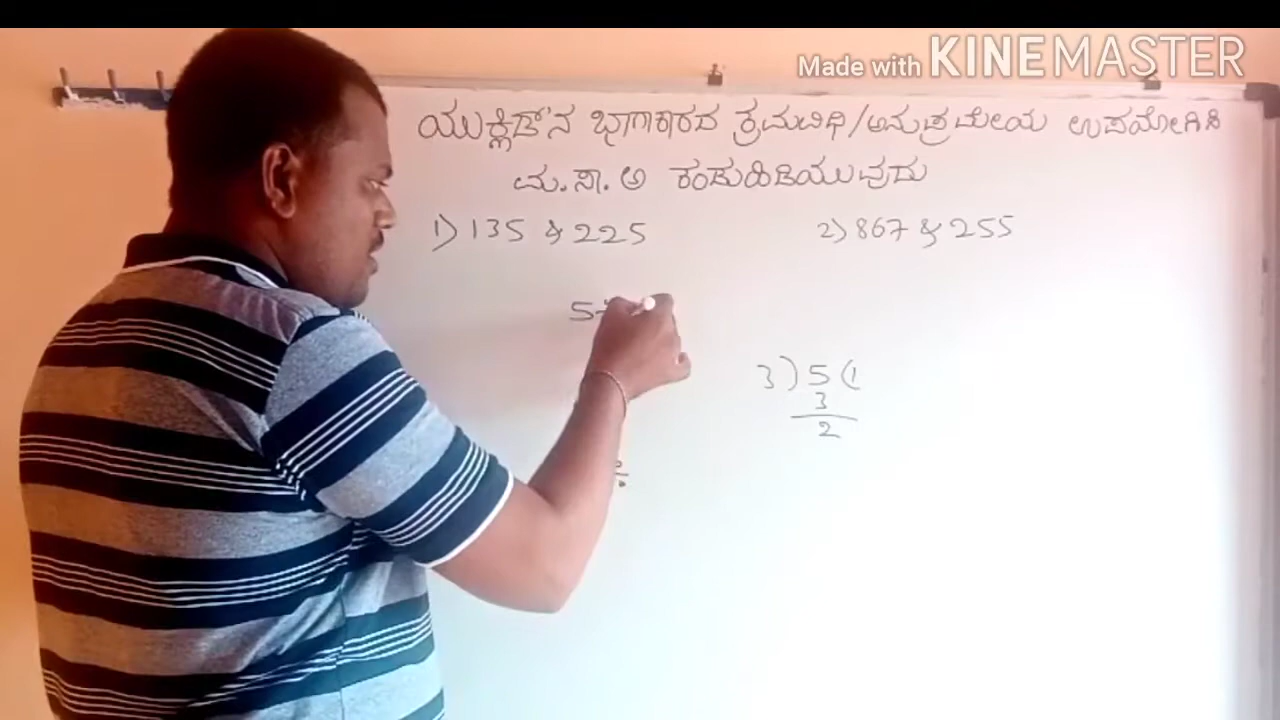 Made with KINEMASTER
ಯುಕ್ಲಿಡ್'ನ ಭಾಗಾಕಾರದ ಕ್ರಮವಿಧಿ/ಅನುಪ್ರಮೇಯ ಉಪಯೋಗಿಸಿ
ಮ.ಸಾ.ಅ ಕಂಡುಹಿಡಿಯುವುದು
1) 135 & 225 2) 867 & 255
5÷
3) 5 (1
3
2
÷